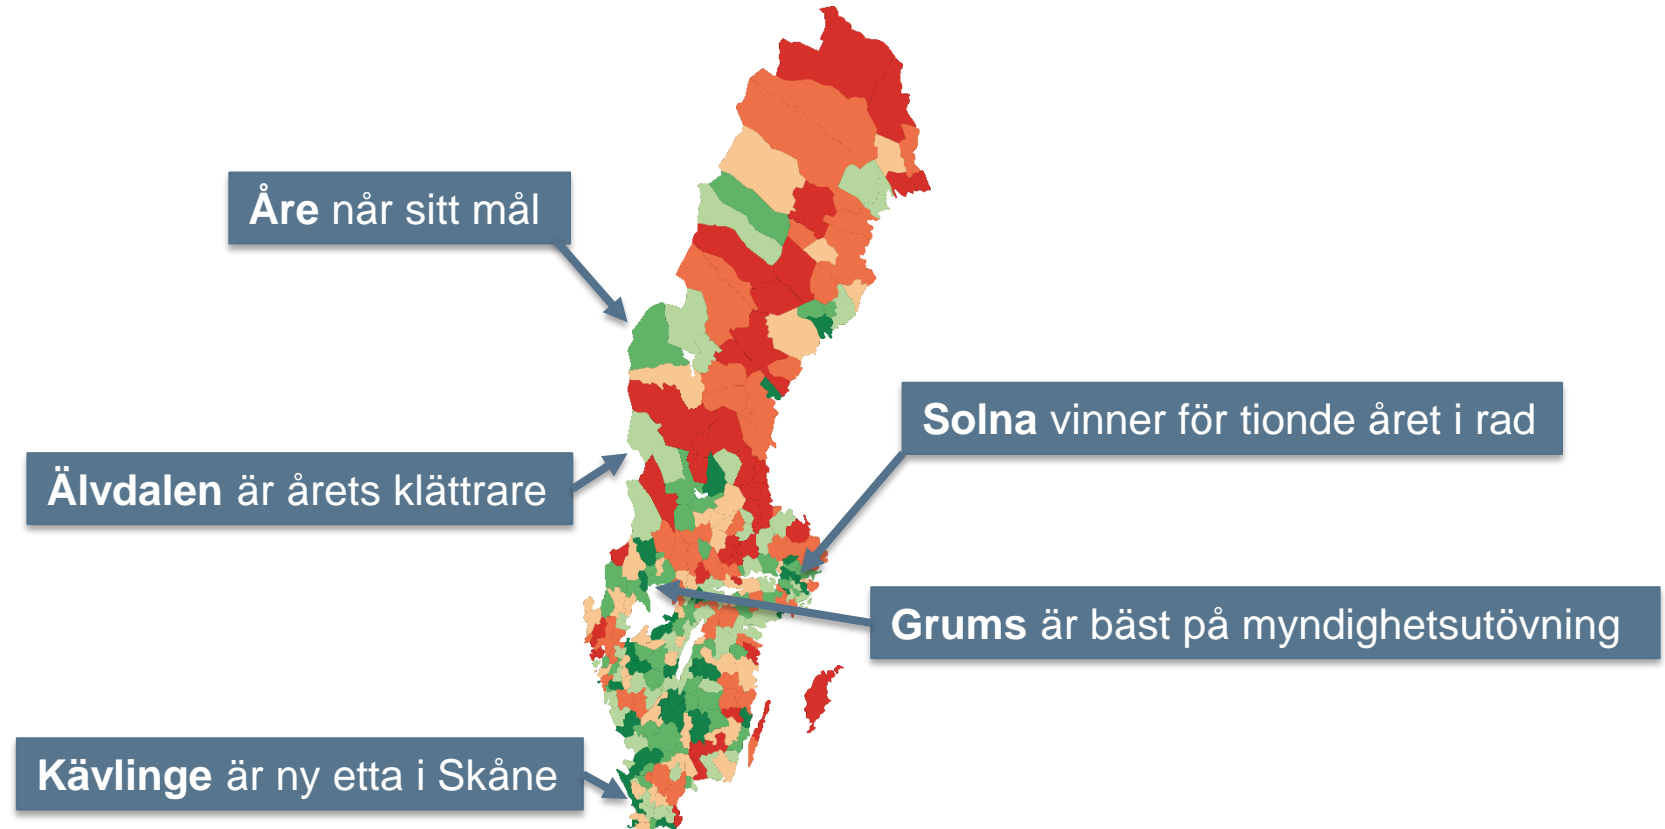 Åre når sitt mål
Solna vinner för tionde året i rad
Älvdalen är årets klättrare
Grums är bäst på myndighetsutövning
Kävlinge är ny etta i Skåne